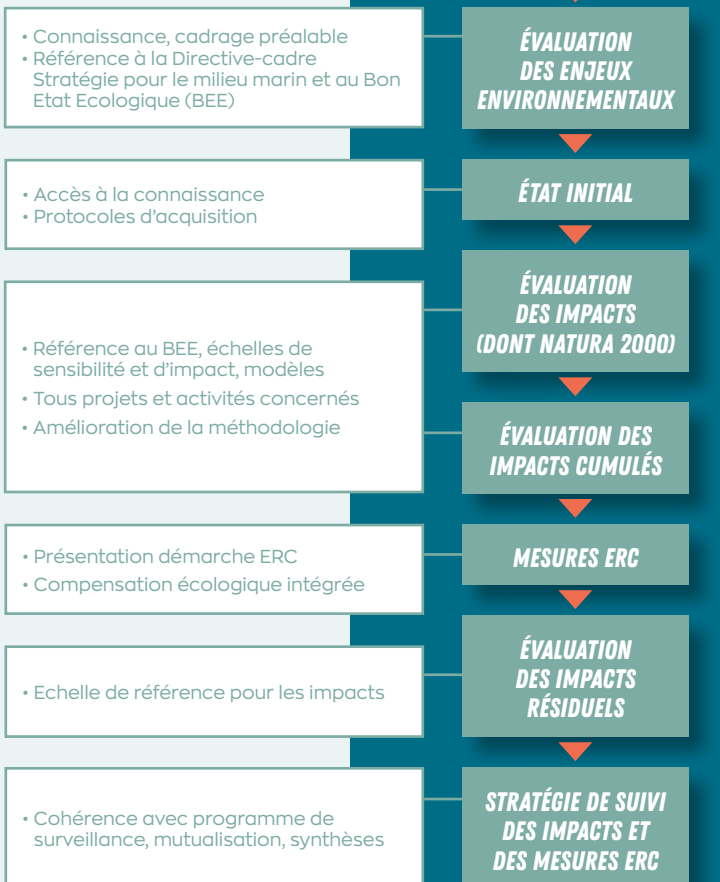 • Connaissance, cadrage préalable
• Référence à la Directive-cadre
Stratégie pour le milieu marin et au Bon
Etat Ecologique (BEE)
ÉVALUATION
DES ENJEUX
ENVIRONNEMENTAUX
• Accès à la connaissance
• Protocoles d'acquisition
ÉTAT INITIAL
• Référence au BEE, échelles de
sensibilité et d'impact, modèles
• Tous projets et activités concernés
• Amélioration de la méthodologie
ÉVALUATION
DES IMPACTS
(DONT NATURA 2000)
ÉVALUATION DES
IMPACTS CUMULÉS
• Présentation démarche ERC
• Compensation écologique intégrée
MESURES ERC
• Echelle de référence pour les impacts
ÉVALUATION
DES IMPACTS
RÉSIDUELS
• Cohérence avec programme de
surveillance, mutualisation, synthèses
STRATÉGIE DE SUIVI
DES IMPACTS ET
DES MESURES ERC